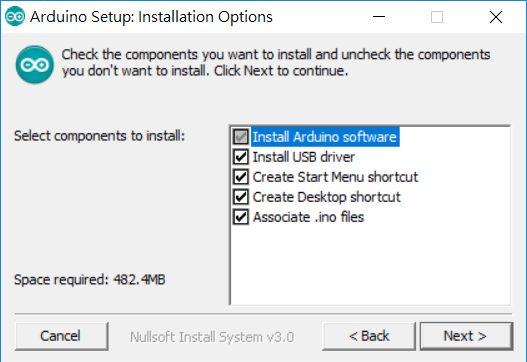 Arduino Setup: Installation Options
Check the components you want to install and uncheck the components
you don't want to install. Click Next to continue.
Select components to install:
Install Arduino software
Install USB driver
Create Start Menu shortcut
Create Desktop shortcut
Associate .ino files
Space required: 482.4MB
Cancel
Nullsoft Install System v3.0
< Back
Next >